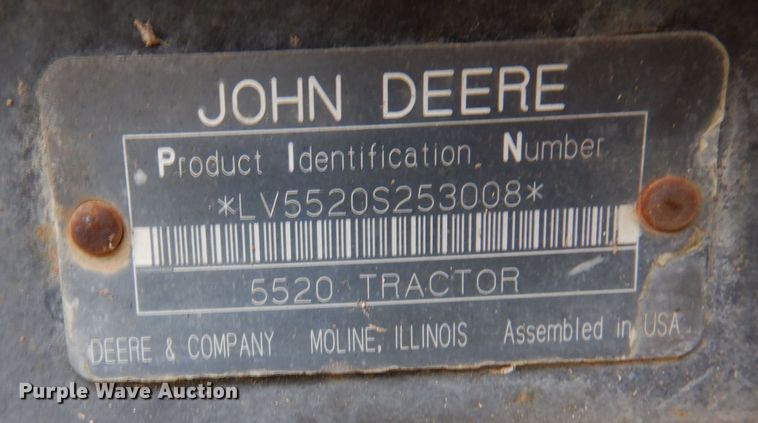 JOHN DEERE
Product Identification Number
*LV5520S253008*
5520 TRACTOR
DEERE & COMPANY MOLINE, ILLINOIS Assembled in USA
Purple Wave Auction